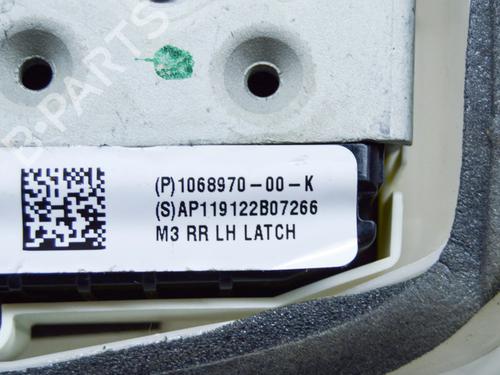 B-PARTS
(P)1068970-00-K
(S)AP119122B07266
M3 RR LH LATCH